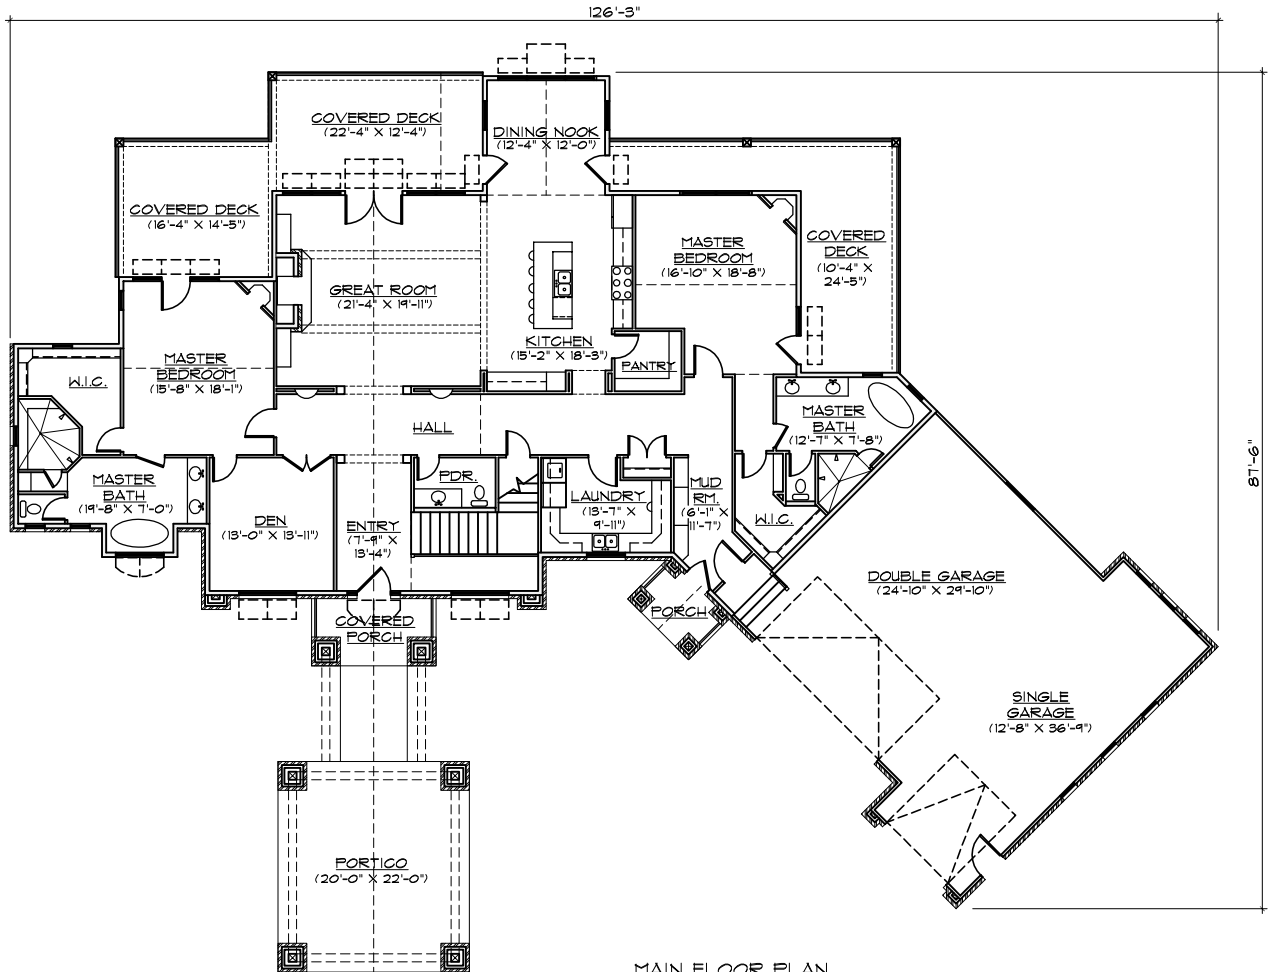 126'-3"
COVERED DECK
(22'-4" X 12'-4")
DINING NOOK
(12'-4" X 12'-0")
COVERED DECK
(16'-4" X 14'-5")
MASTER
BEDROOM
(16'-10" X 18'-8")
COVERED
DECK
(10'-4" X
24'-5")
GREAT ROOM
(21'-4" X 19'-11")
KITCHEN
(15'-2" X 18'-3")
PANTRY
MASTER
BEDROOM
(15'-8" X 18'-1")
W.I.C.
HALL
MASTER
BATH
(12'-7" X 7'-8")
87'-6"
MASTER
BATH
(19'-8" X 7'-0")
PDR.
LAUNDRY
(13'-7" X
9'-11")
MUD
RM.
(6'-1" X
11'-7")
W.I.C.
DEN
(13'-0" X 13'-11")
ENTRY
(7'-9" X
13'-4")
DOUBLE GARAGE
(24'-10" X 29'-10")
PORCH
COVERED
PORCH
SINGLE
GARAGE
(12'-8" X 36'-9")
PORTICO
(20'-0" X 22'-0")
MAIN FLOOR PLAN